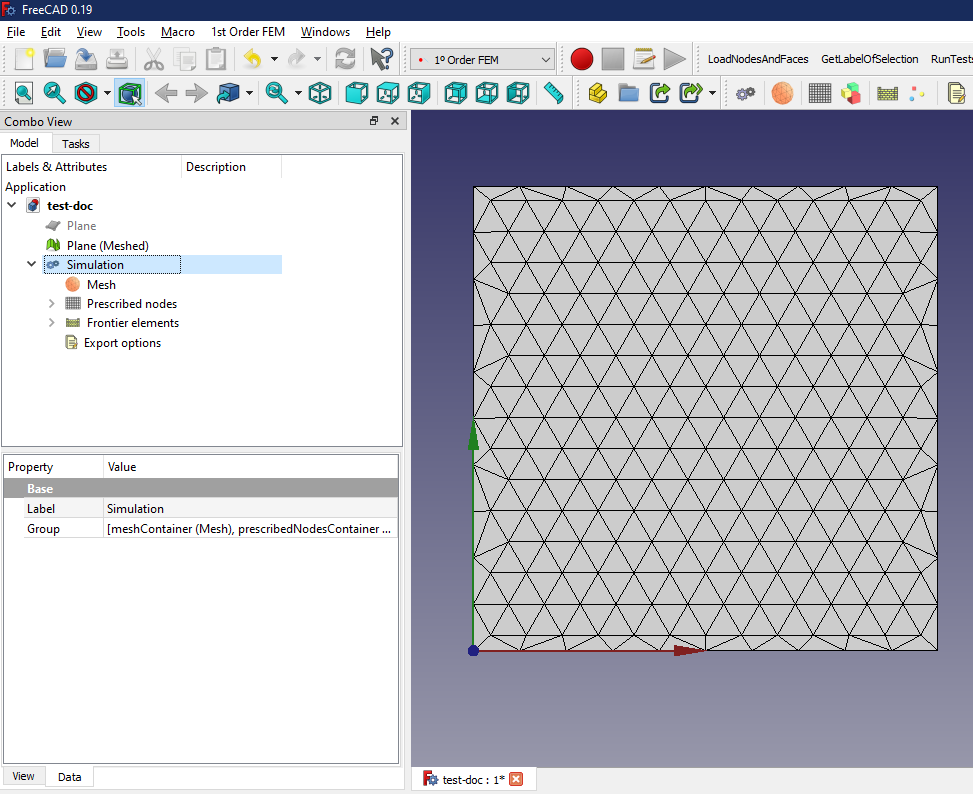 FreeCAD 0.19
File Edit View Tools Macro 1st Order FEM Windows Help
1º Order FEM LoadNodesAndFaces GetLabelOfSelection RunTests
Combo View
Model Tasks
Labels & Attributes Description
Application
test-doc
Plane
Plane (Meshed)
Simulation
Mesh
Prescribed nodes
Frontier elements
Export options
Property Value
Base
Label Simulation
Group [meshContainer (Mesh), prescribedNodesContainer ...
View Data
test-doc : 1*